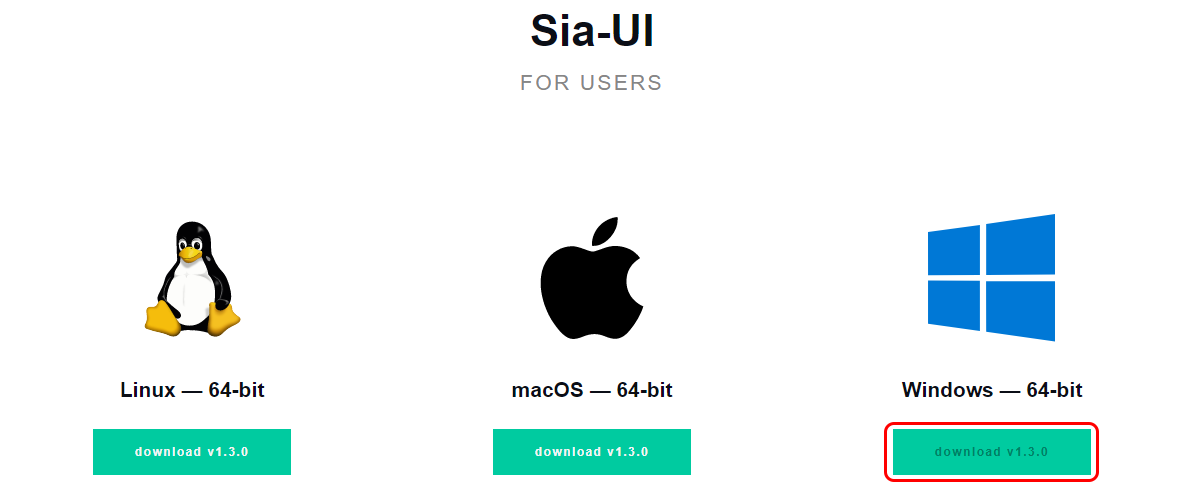 Sia-UI
FOR USERS
Linux — 64-bit
macOS — 64-bit
Windows — 64-bit
download v1.3.0
download v1.3.0
download v1.3.0